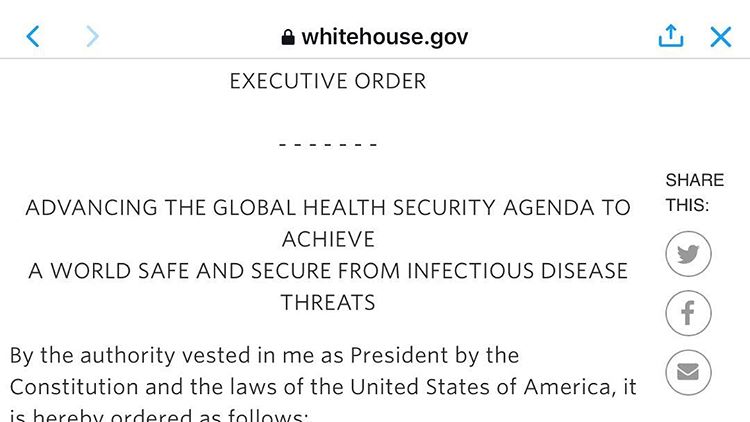 whitehouse.gov
EXECUTIVE ORDER
- - - - - - -
ADVANCING THE GLOBAL HEALTH SECURITY AGENDA TO
ACHIEVE
A WORLD SAFE AND SECURE FROM INFECTIOUS DISEASE
THREATS
SHARE
THIS:
By the authority vested in me as President by the
Constitution and the laws of the United States of America, it
is hereby ordered as follows: